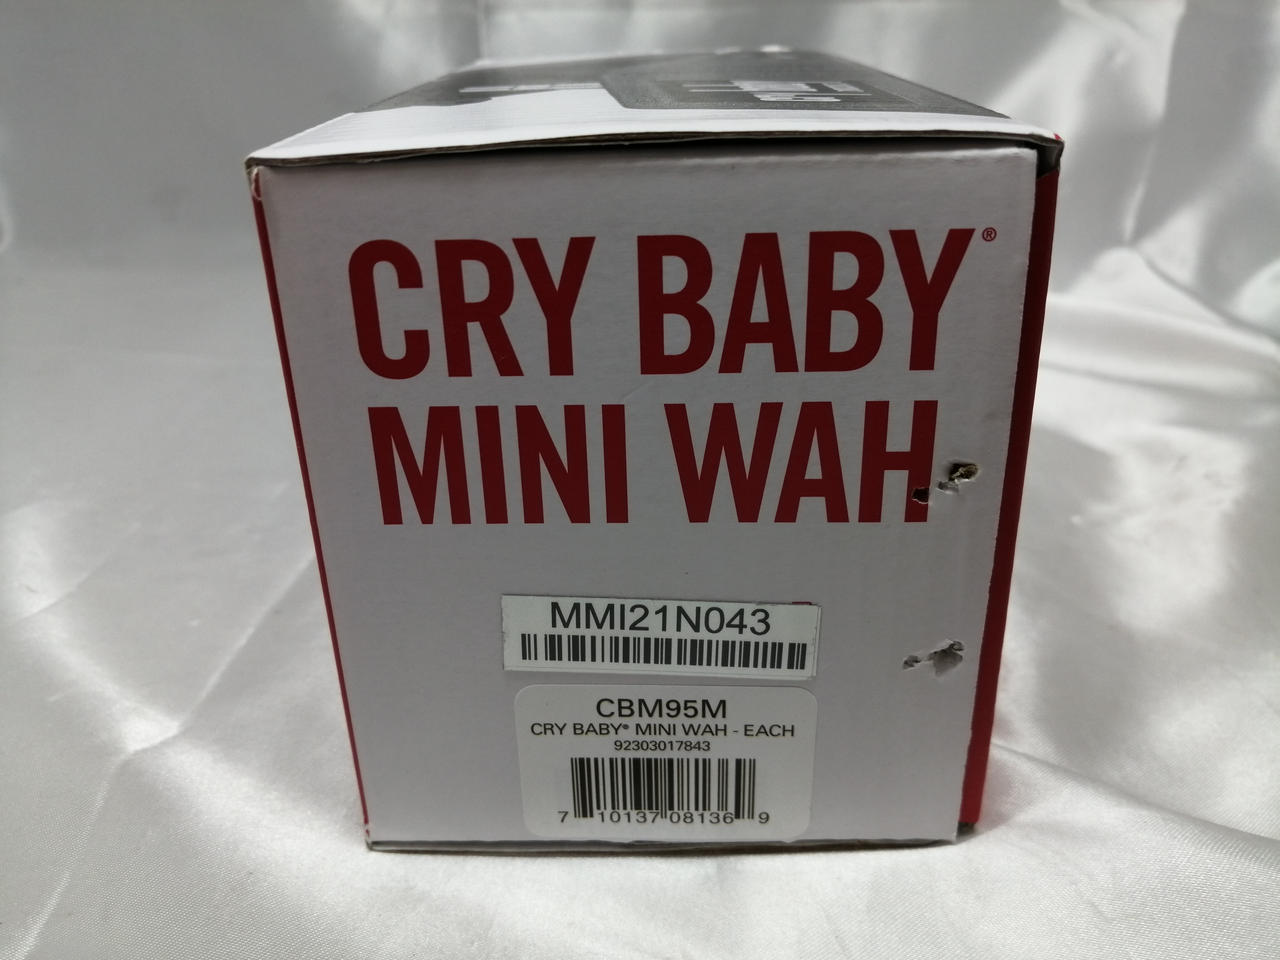 CRY BABY®
MINI WAH
MMI21N043
CBM95M
CRY BABY® MINI WAH - EACH
92303017843
7 10137 08136 9